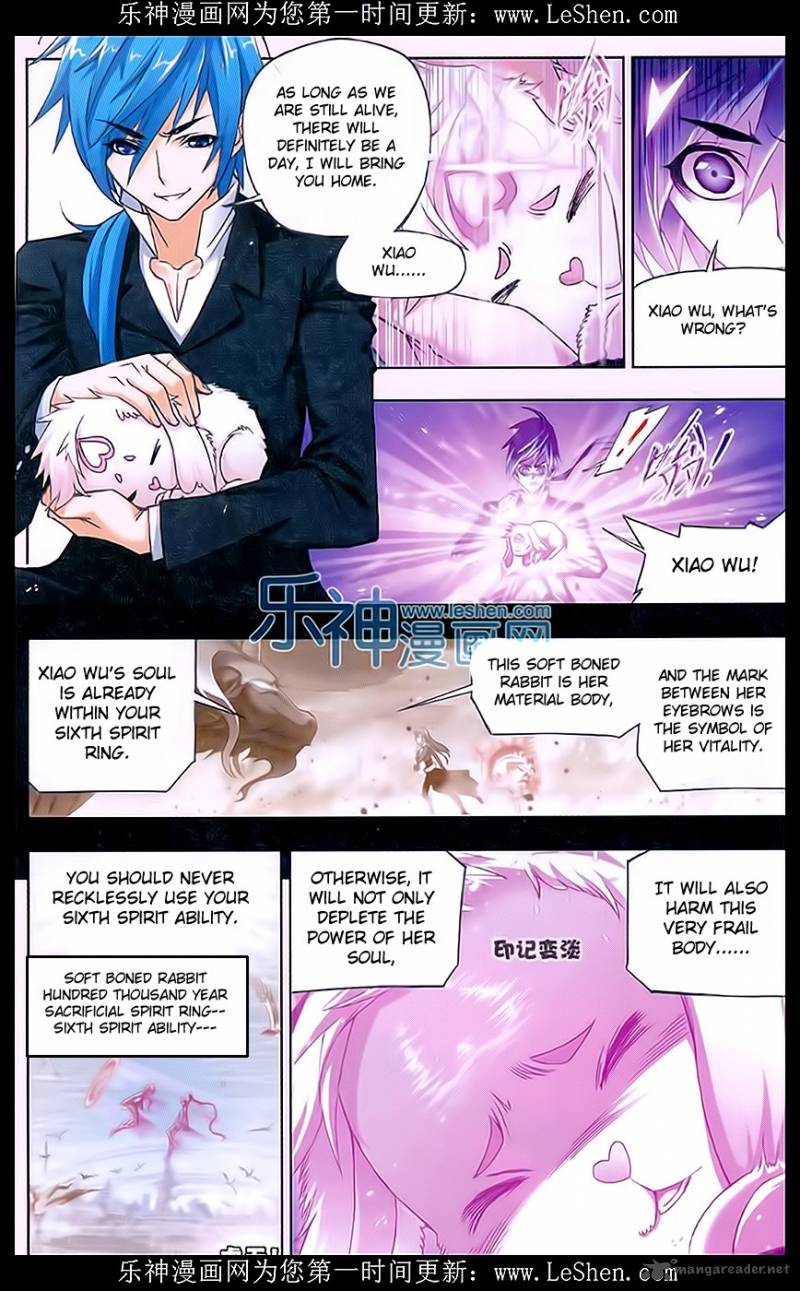 乐神漫画网为您第一时间更新：www.LeShen.com
AS LONG AS WE
ARE STILL ALIVE,
THERE WILL
DEFINITELY BE A
DAY, I WILL BRING
YOU HOME.
XIAO
WU......
XIAO WU, WHAT'S
WRONG?
XIAO WU!
乐神漫画网
www.leshen.com
XIAO WU'S SOUL
IS ALREADY
WITHIN YOUR
SIXTH SPIRIT
RING.
THIS SOFT BONED
RABBIT IS HER
MATERIAL BODY,
AND THE MARK
BETWEEN HER
EYEBROWS IS
THE SYMBOL OF
HER VITALITY.
YOU SHOULD NEVER
RECKLESSLY USE YOUR
SIXTH SPIRIT ABILITY.
SOFT BONED RABBIT
HUNDRED THOUSAND YEAR
SACRIFICIAL SPIRIT RING--
SIXTH SPIRIT ABILITY---
OTHERWISE, IT
WILL NOT ONLY
DEPLETE THE
POWER OF HER
SOUL,
印记变淡
IT WILL ALSO
HARM THIS
VERY FRAIL
BODY......
乐神漫画网为您第一时间更新：www.LeShen.com
mangareader.net